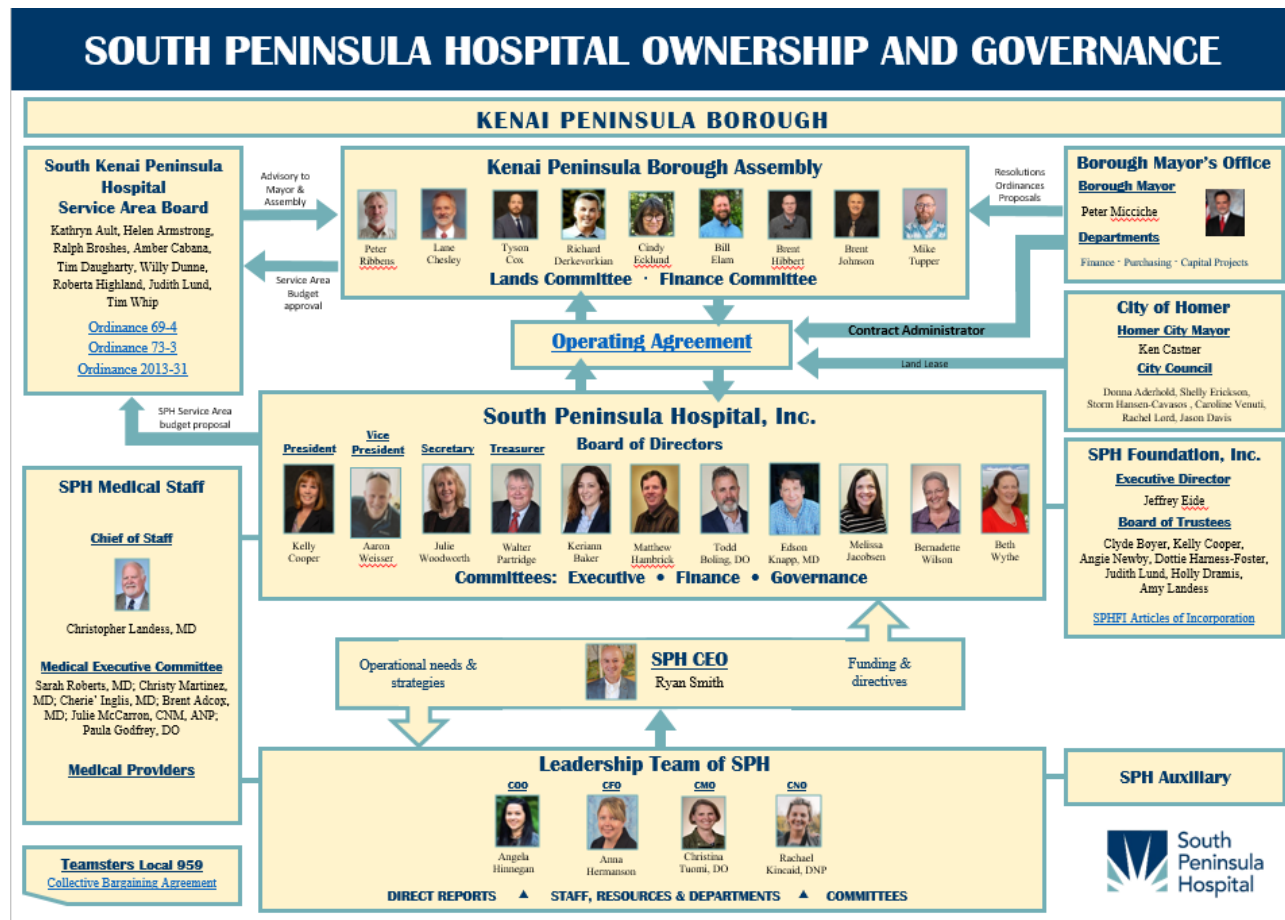 SOUTH PENINSULA HOSPITAL OWNERSHIP AND GOVERNANCE
KENAI PENINSULA BOROUGH
South Kenai Peninsula
Hospital
Service Area Board
Kathryn Ault, Helen Armstrong,
Ralph Broshes, Amber Cabana,
Tim Daugharty, Willy Dunne,
Roberta Highland, Judith Lund,
Tim Whip
Ordinance 69-4
Ordinance 73-3
Ordinance 2013-31
Advisory to
Mayor &
Assembly
Service Area
Budget
approval
Kenai Peninsula Borough Assembly
Peter
Ribbens
Lane
Chesley
Tyson
Cox
Richard
Derkevorkian
Cindy
Ecklund
Bill
Elam
Brent
Hibbert
Brent
Johnson
Mike
Tupper
Lands Committee · Finance Committee
Resolutions
Ordinances
Proposals
Borough Mayor's Office
Borough Mayor
Peter Micciche
Departments
Finance · Purchasing · Capital Projects
Operating Agreement
Contract Administrator
Land Lease
City of Homer
Homer City Mayor
Ken Castner
City Council
Donna Aderhold, Shelly Erickson,
Storm Hansen-Cavasos , Caroline Venuti,
Rachel Lord, Jason Davis
SPH Service Area
budget proposal
South Peninsula Hospital, Inc.
Board of Directors
President
Vice
President
Secretary
Treasurer
Kelly
Cooper
Aaron
Weisser
Julie
Woodworth
Walter
Partridge
Keriann
Baker
Matthew
Hambrick
Todd
Boling, DO
Edson
Knapp, MD
Melissa
Jacobsen
Bernadette
Wilson
Beth
Wythe
Committees: Executive • Finance • Governance
SPH Foundation, Inc.
Executive Director
Jeffrey Eide
Board of Trustees
Clyde Boyer, Kelly Cooper,
Angie Newby, Dottie Harness-Foster,
Judith Lund, Holly Dramis,
Amy Landess
SPHFI Articles of Incorporation
SPH Medical Staff
Chief of Staff
Christopher Landess, MD
Medical Executive Committee
Sarah Roberts, MD; Christy Martinez,
MD; Cherie' Inglis, MD; Brent Adcox,
MD; Julie McCarron, CNM, ANP;
Paula Godfrey, DO
Medical Providers
Operational needs &
strategies
SPH CEO
Ryan Smith
Funding &
directives
Leadership Team of SPH
COO
CFO
CMO
CNO
Angela
Hinnegan
Anna
Hermanson
Christina
Tuomi, DO
Rachael
Kincaid, DNP
DIRECT REPORTS ▲ STAFF, RESOURCES & DEPARTMENTS ▲ COMMITTEES
SPH Auxiliary
Teamsters Local 959
Collective Bargaining Agreement
South
Peninsula
Hospital